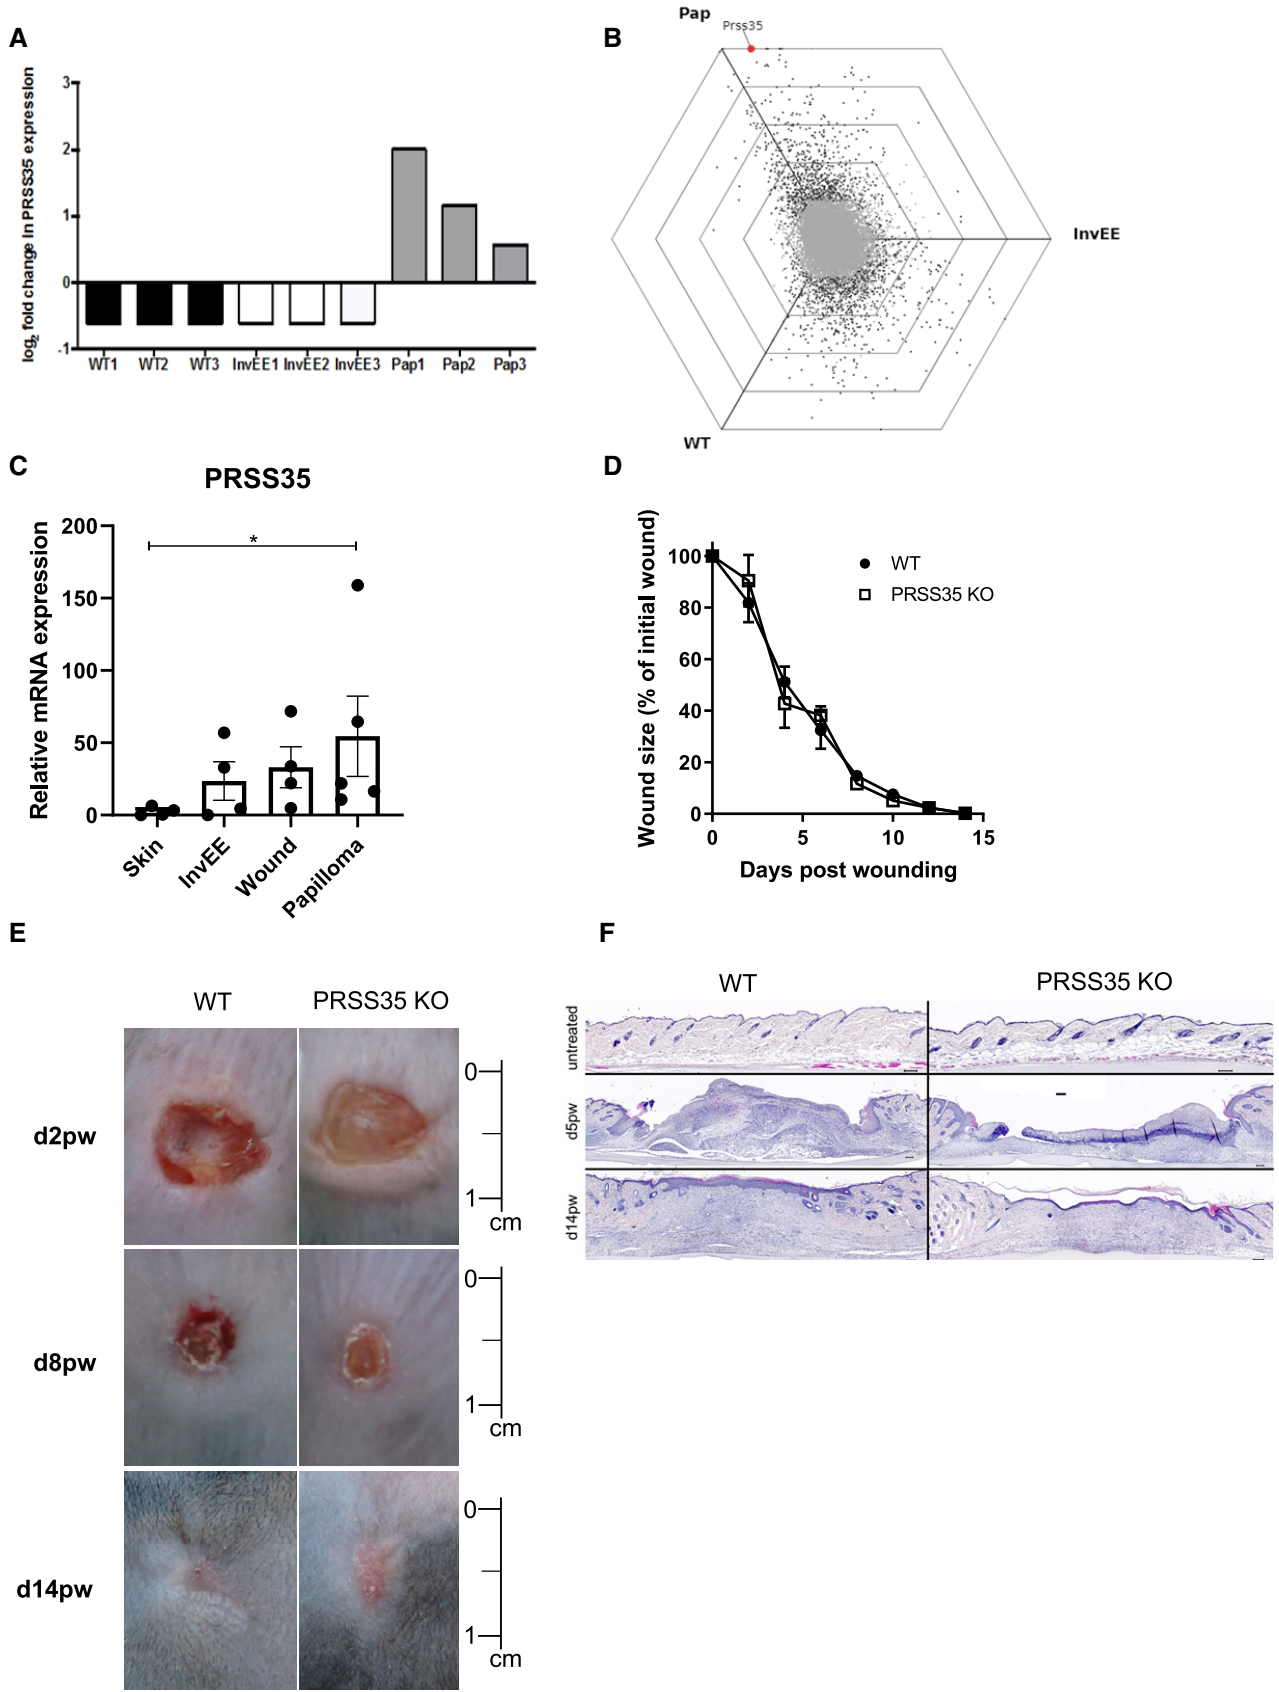 A
log2 fold change in PRSS35 expression
3
2
1
0
-1
WT1 WT2 WT3 InvEE1 InvEE2 InvEE3 Pap1 Pap2 Pap3
B
Pap
Prss35
InvEE
WT
C
PRSS35
Relative mRNA expression
200
150
100
50
0
*
Skin
InvEE
Wound
Papilloma
D
Wound size (% of initial wound)
100
80
60
40
20
0
0 5 10 15
Days post wounding
WT
PRSS35 KO
E
WT PRSS35 KO
d2pw
0
1
cm
d8pw
0
1
cm
d14pw
0
1
cm
F
WT PRSS35 KO
untreated
d5pw
d14pw